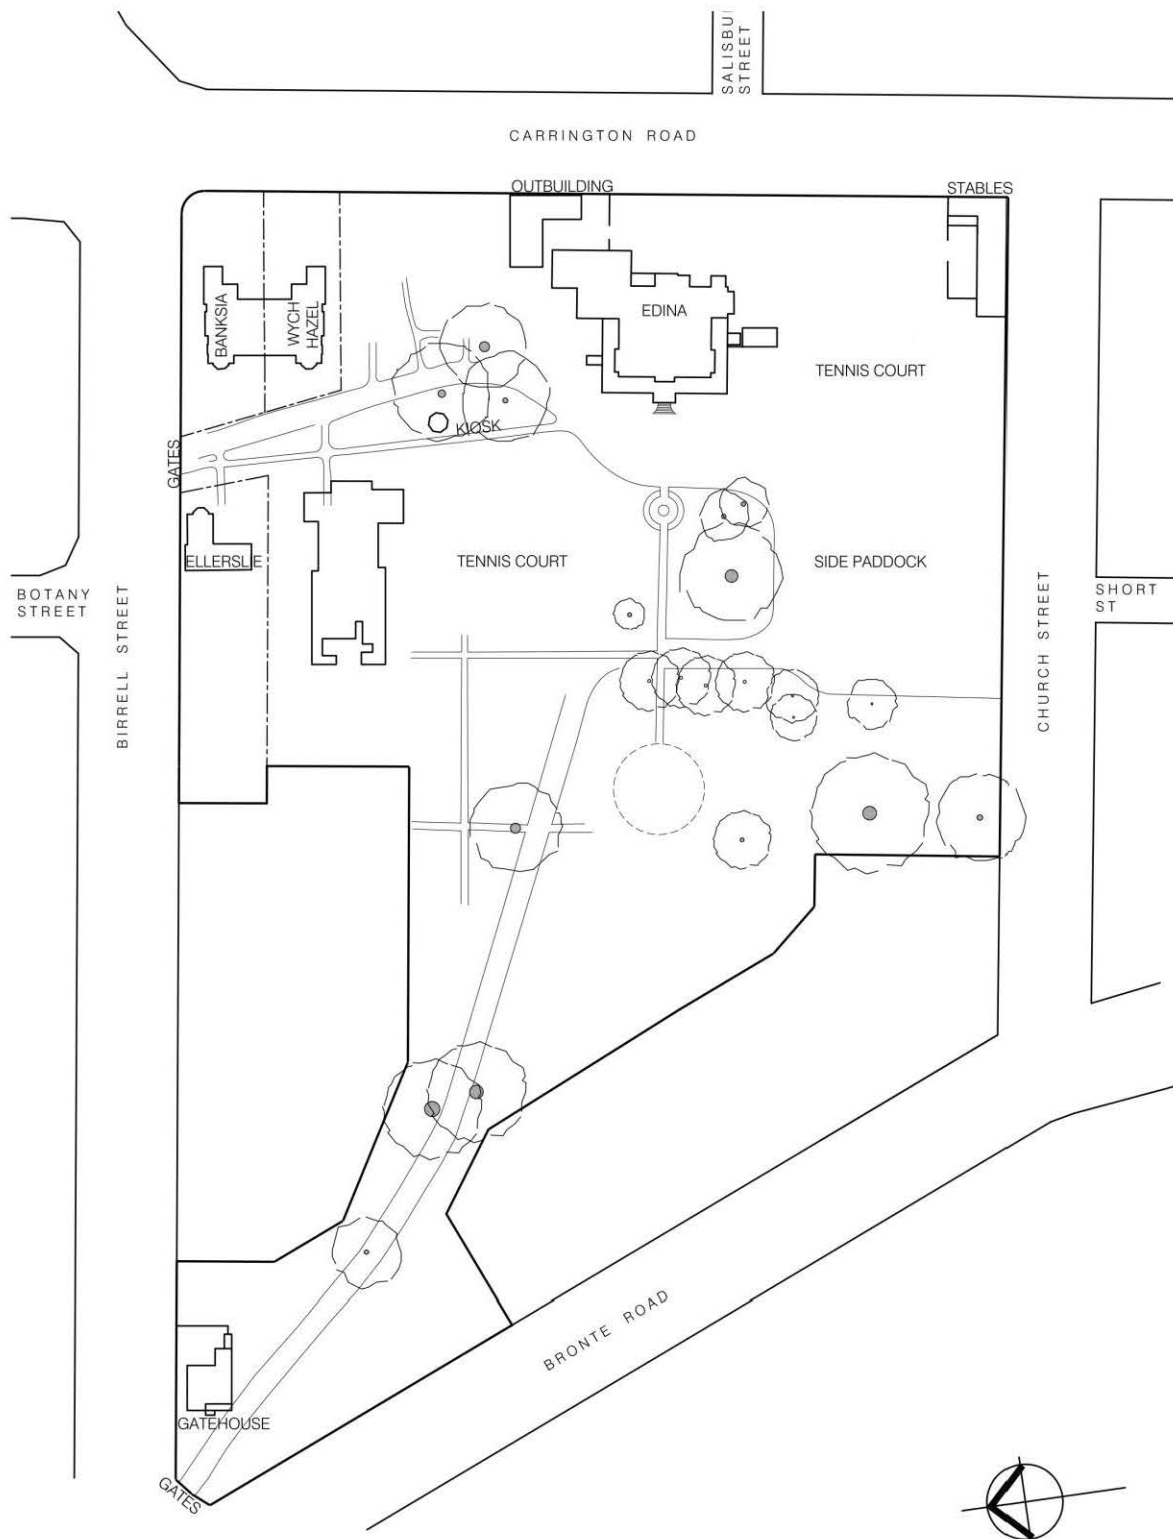 SALISBU
STREET
CARRINGTON ROAD
OUTBUILDING
STABLES
BANKSIA
WYCH
HAZEL
EDINA
TENNIS COURT
KIOSK
GATES
ELLERSLIE
TENNIS COURT
SIDE PADDOCK
BOTANY
STREET
BIRRELL STREET
CHURCH STREET
SHORT
ST
BRONTE ROAD
GATEHOUSE
GATES